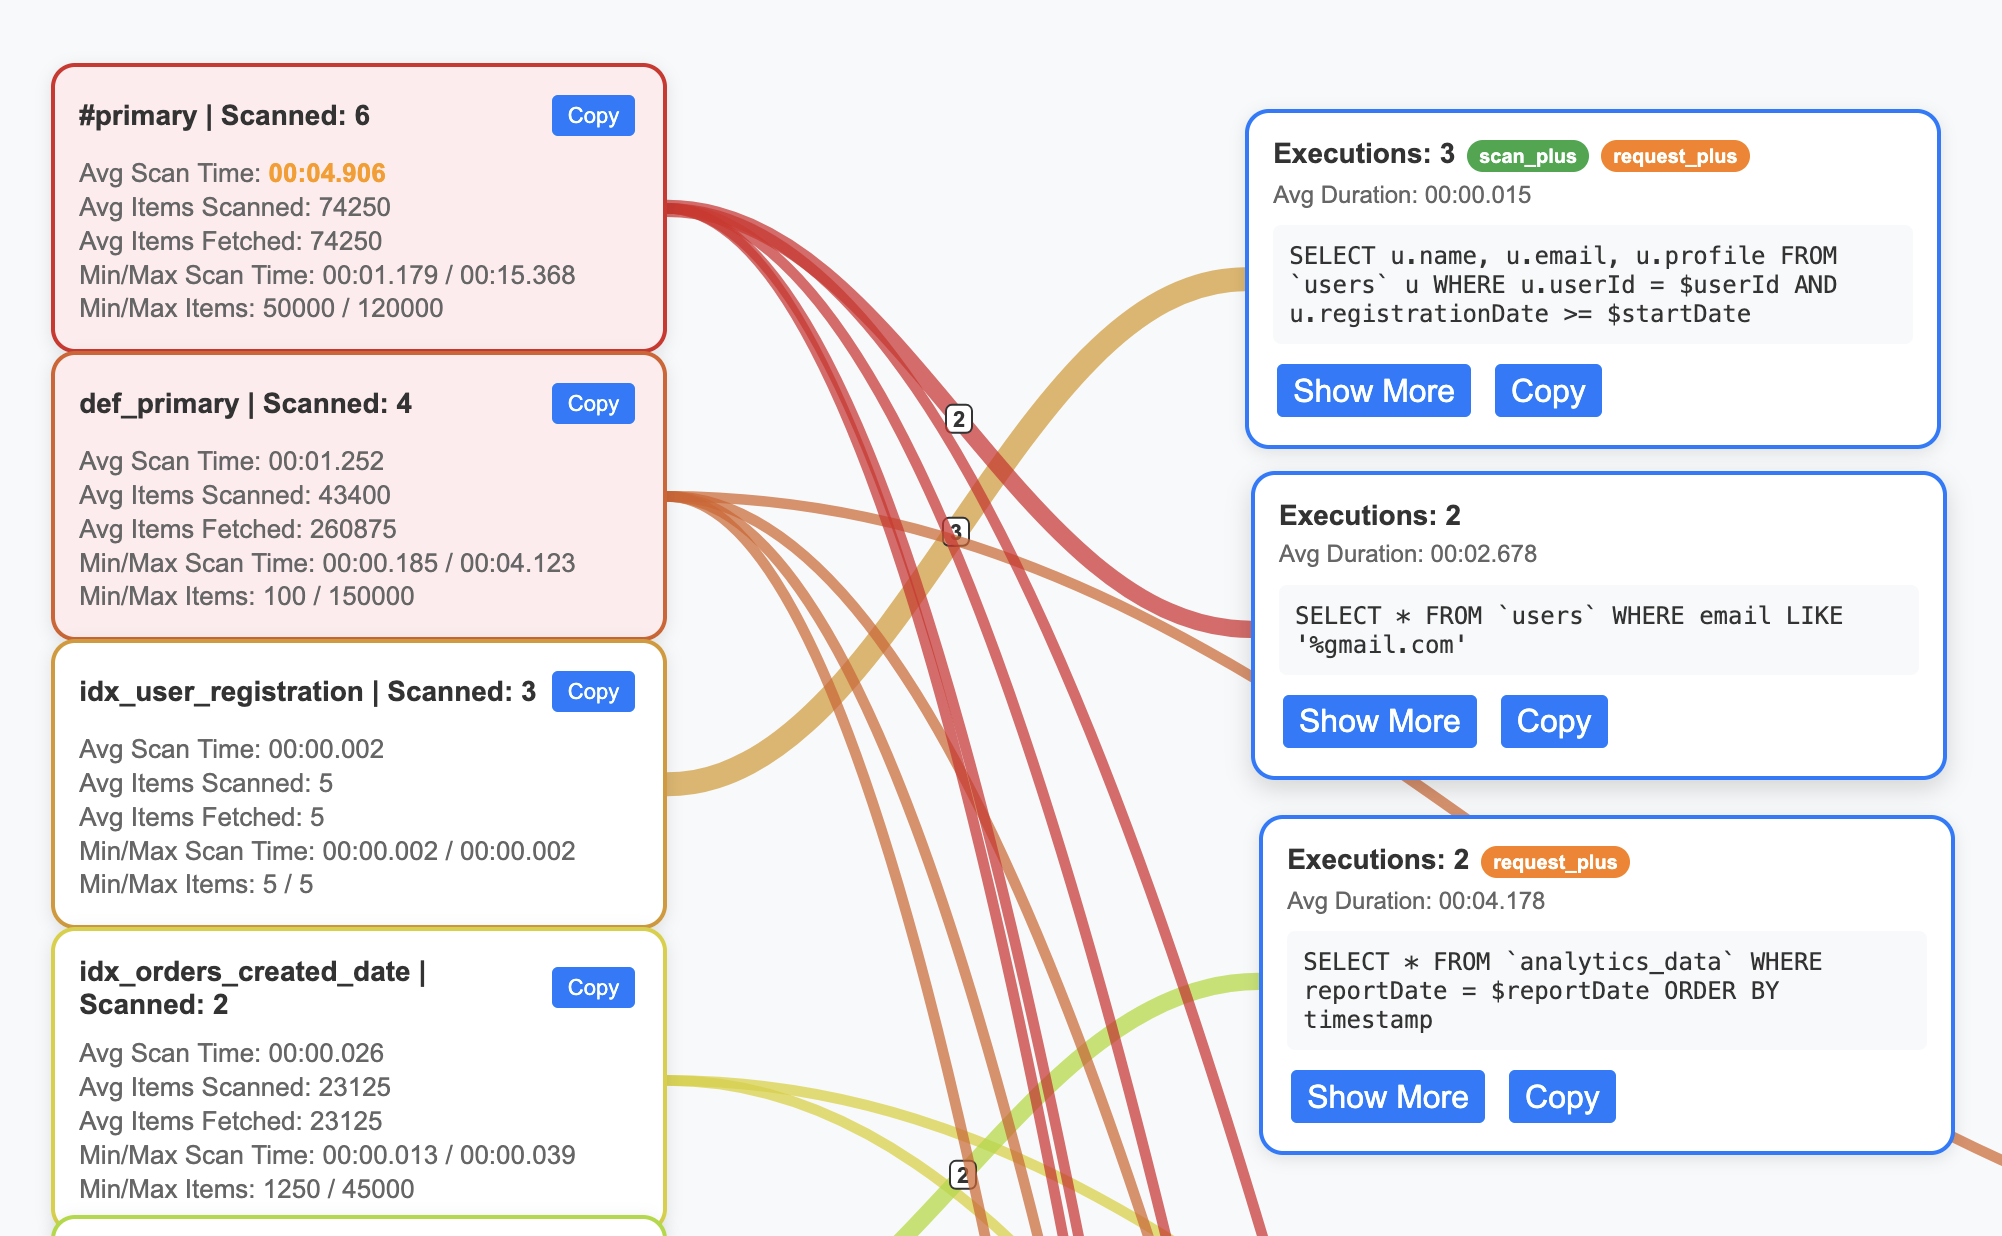 #primary | Scanned: 6
Copy
Avg Scan Time: 00:04.906
Avg Items Scanned: 74250
Avg Items Fetched: 74250
Min/Max Scan Time: 00:01.179 / 00:15.368
Min/Max Items: 50000 / 120000
def_primary | Scanned: 4
Copy
Avg Scan Time: 00:01.252
Avg Items Scanned: 43400
Avg Items Fetched: 260875
Min/Max Scan Time: 00:00.185 / 00:04.123
Min/Max Items: 100 / 150000
idx_user_registration | Scanned: 3
Copy
Avg Scan Time: 00:00.002
Avg Items Scanned: 5
Avg Items Fetched: 5
Min/Max Scan Time: 00:00.002 / 00:00.002
Min/Max Items: 5 / 5
idx_orders_created_date |
Scanned: 2
Copy
Avg Scan Time: 00:00.026
Avg Items Scanned: 23125
Avg Items Fetched: 23125
Min/Max Scan Time: 00:00.013 / 00:00.039
Min/Max Items: 1250 / 45000
2
3
2
Executions: 3 scan_plus request_plus
Avg Duration: 00:00.015
SELECT u.name, u.email, u.profile FROM
`users` u WHERE u.userId = $userId AND
u.registrationDate >= $startDate
Show More Copy
Executions: 2
Avg Duration: 00:02.678
SELECT * FROM `users` WHERE email LIKE
'%gmail.com'
Show More Copy
Executions: 2 request_plus
Avg Duration: 00:04.178
SELECT * FROM `analytics_data` WHERE
reportDate = $reportDate ORDER BY
timestamp
Show More Copy